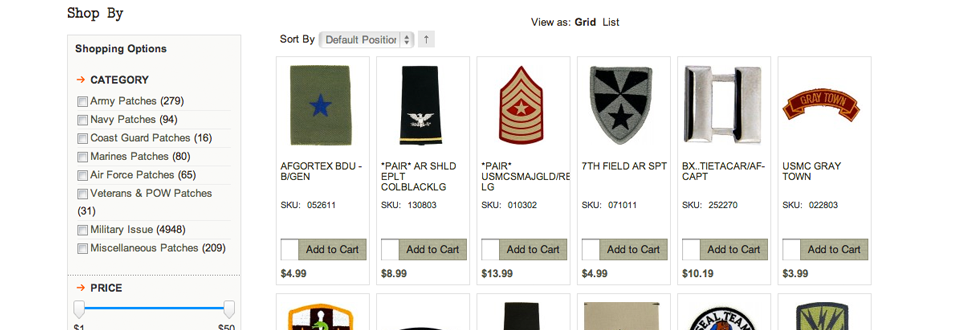 Shop By
View as: Grid List
Sort By Default Position ↑
Shopping Options
CATEGORY
Army Patches (279)
Navy Patches (94)
Coast Guard Patches (16)
Marines Patches (80)
Air Force Patches (65)
Veterans & POW Patches
(31)
Military Issue (4948)
Miscellaneous Patches (209)
PRICE
$1 $50
GRAY TOWN
AFGORTEX BDU -
B/GEN
SKU: 052611
Add to Cart
$4.99
*PAIR* AR SHLD
EPLT
COLBLACKLG
SKU: 130803
Add to Cart
$8.99
*PAIR*
USMCSMAJGLD/RE
LG
SKU: 010302
Add to Cart
$13.99
7TH FIELD AR SPT
SKU: 071011
Add to Cart
$4.99
BX..TIETACAR/AF-
CAPT
SKU: 252270
Add to Cart
$10.19
USMC GRAY
TOWN
SKU: 022803
Add to Cart
$3.99
SEAL TEAM